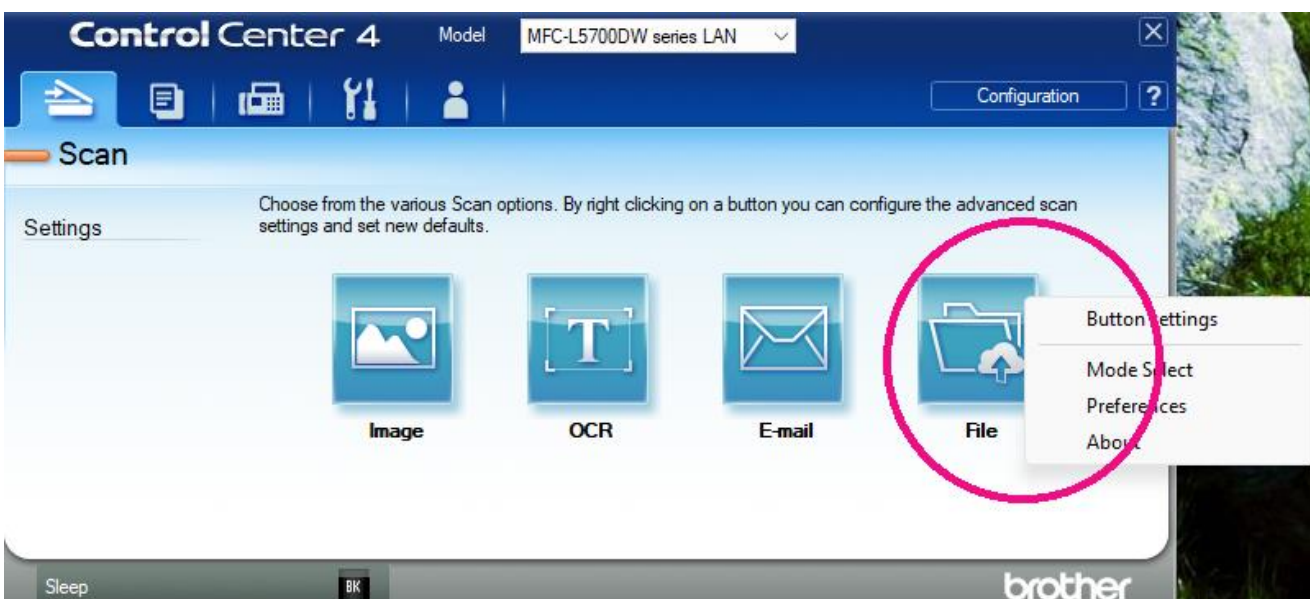 Control Center 4
Model
MFC-L5700DW series LAN
Configuration
?
Scan
Choose from the various Scan options. By right clicking on a button you can configure the advanced scan
settings and set new defaults.
Settings
T
Image
OCR
E-mail
File
Button Settings
Mode Select
Preferences
About
Sleep
BK
brother